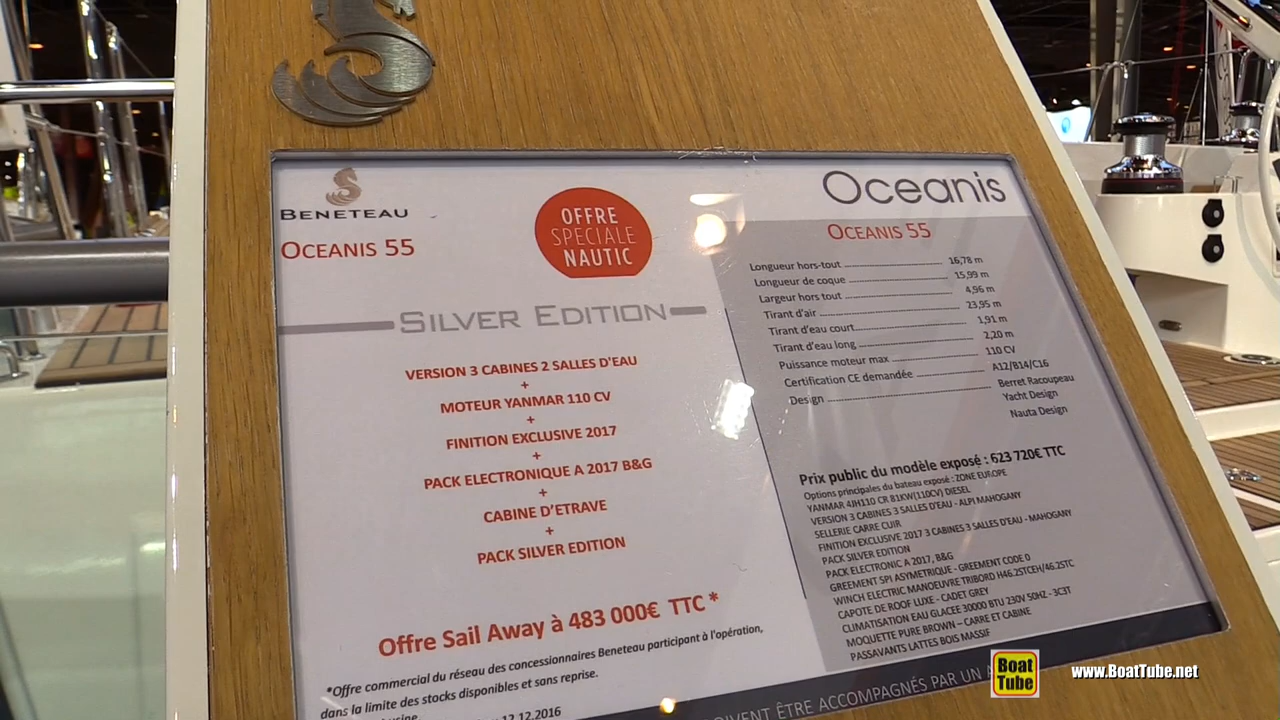 BENETEAU
OCEANIS 55
OFFRE
SPECIALE
NAUTIC
SILVER EDITION
VERSION 3 CABINES 2 SALLES D'EAU
+
MOTEUR YANMAR 110 CV
+
FINITION EXCLUSIVE 2017
+
PACK ELECTRONIQUE A 2017 B&G
+
CABINE D'ETRAVE
+
PACK SILVER EDITION
Offre Sail Away à 483 000€ TTC *
*Offre commercial du réseau des concessionnaires Beneteau participant à l'opération,
dans la limite des stocks disponibles et sans reprise.
12.12.2016
Oceanis
OCEANIS 55
Longueur hors-tout 16,78 m
Longueur de coque 15,99 m
Largeur hors tout 4,96 m
Tirant d'air 23,95 m
Tirant d'eau court 1,91 m
Tirant d'eau long 2,20 m
Puissance moteur max 110 CV
Certification CE demandée A12/B14/C16
Design Berret Racoupeau
Yacht Design
Nauta Design
Prix public du modèle exposé : 623 720€ TTC
Options principales du bateau exposé : ZONE EUROPE
YANMAR 4JH110 CR 81KW(110CV) DIESEL
VERSION 3 CABINES 3 SALLES D'EAU - ALPI MAHOGANY
SELLERIE CARRE CUIR
FINITION EXCLUSIVE 2017 3 CABINES 3 SALLES D'EAU - MAHOGANY
PACK SILVER EDITION
PACK ELECTRONIC A 2017, B&G
GREEMENT SPI ASYMETRIQUE - GREEMENT CODE 0
WINCH ELECTRIC MANOEUVRE TRIBORD H46.2STCEH/46.2STC
CAPOTE DE ROOF LUXE - CADET GREY
CLIMATISATION EAU GLACEE 30000 BTU 230V 50HZ - 3C3T
MOQUETTE PURE BROWN – CARRE ET CABINE
PASSAVANTS LATTES BOIS MASSIF
DOIVENT ÊTRE ACCOMPAGNÉS PAR UN
Boat
Tube
www.BoatTube.net